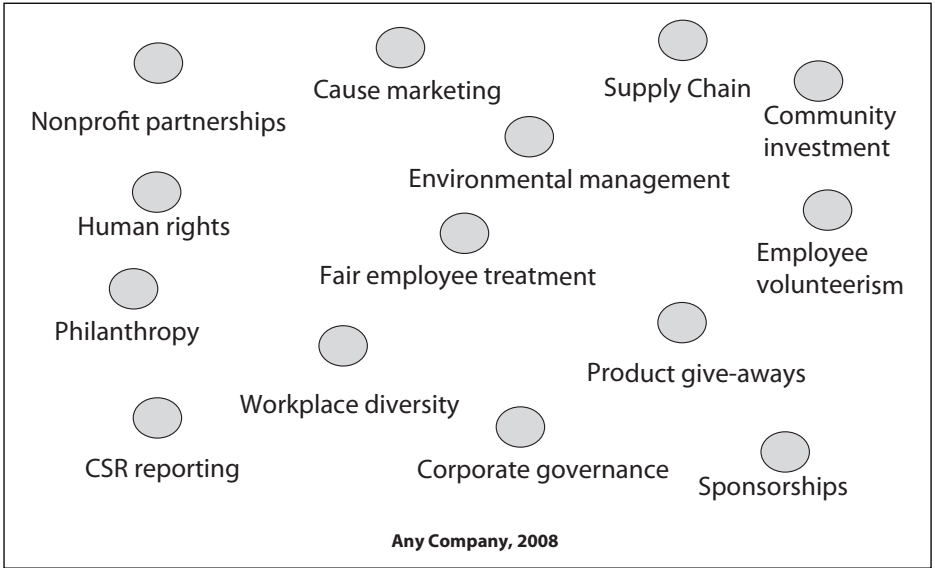 Nonprofit partnerships
Cause marketing
Supply Chain
Community
investment
Environmental management
Human rights
Fair employee treatment
Employee
volunteerism
Philanthropy
Workplace diversity
Product give-aways
CSR reporting
Corporate governance
Sponsorships
Any Company, 2008